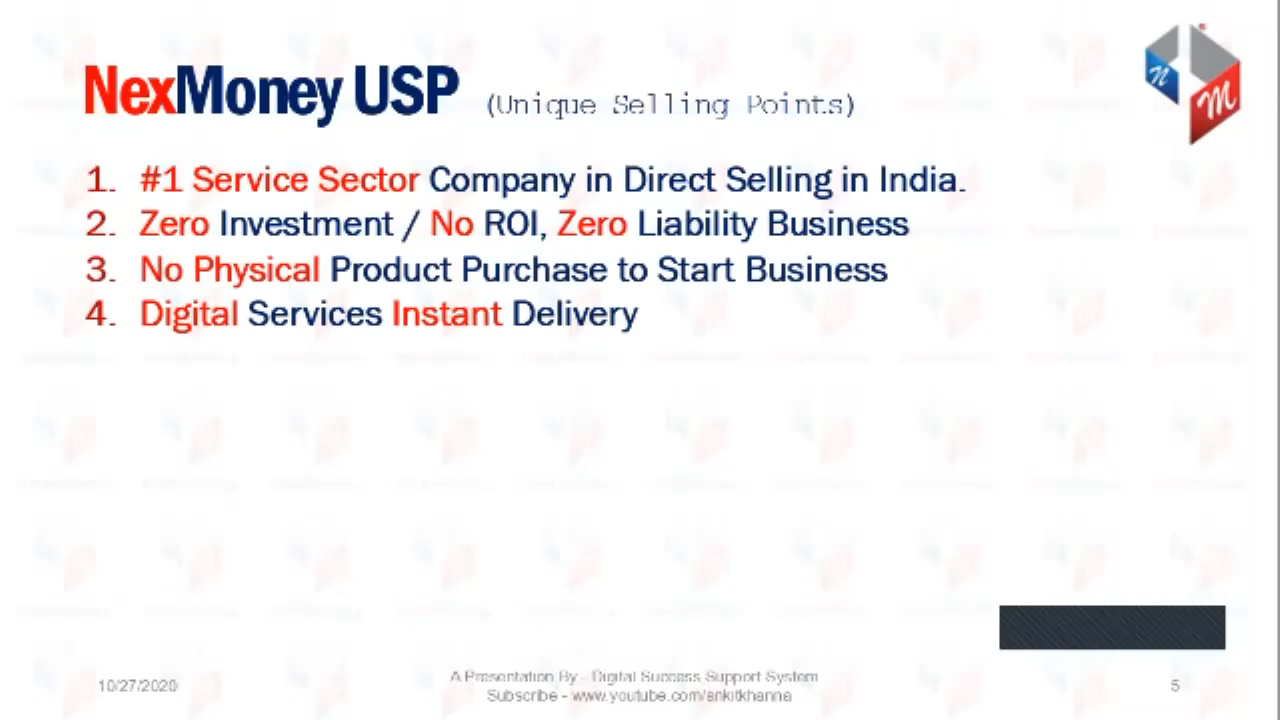 NexMoney USP (Unique Selling Points)
n
M
1. #1 Service Sector Company in Direct Selling in India.
2. Zero Investment / No ROI, Zero Liability Business
3. No Physical Product Purchase to Start Business
4. Digital Services Instant Delivery
10/27/2020
A Presentation By - Digital Success Support System
Subscribe - www.youtube.com/ankitkhanna
5